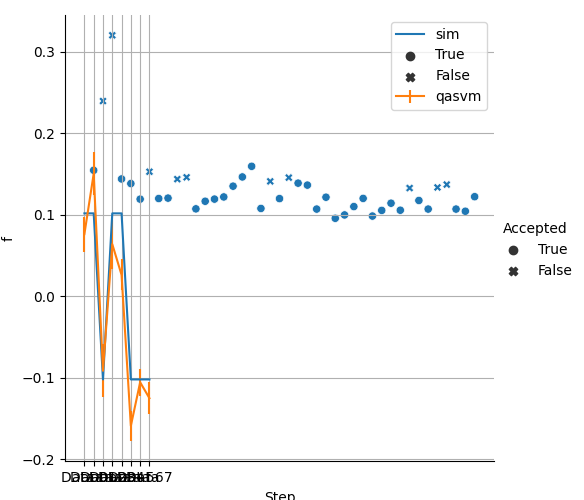 0.3
0.2
0.1
0.0
−0.1
−0.2
f
Step
sim
True
False
qasvm
Accepted
True
False